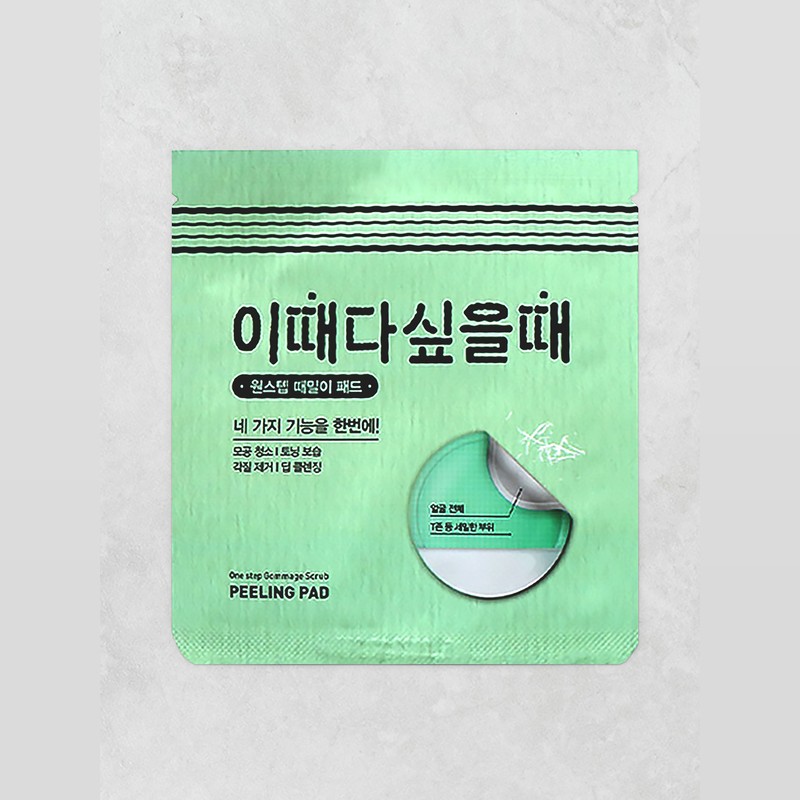 이때다싶을때
· 원스텝 때밀이 패드 ·
네 가지 기능을 한번에!
모공 청소 l 토닝 보습
각질 제거 l 딥 클렌징
얼굴 전체
T존 등 세밀한 부위
One step Gommage Scrub
PEELING PAD